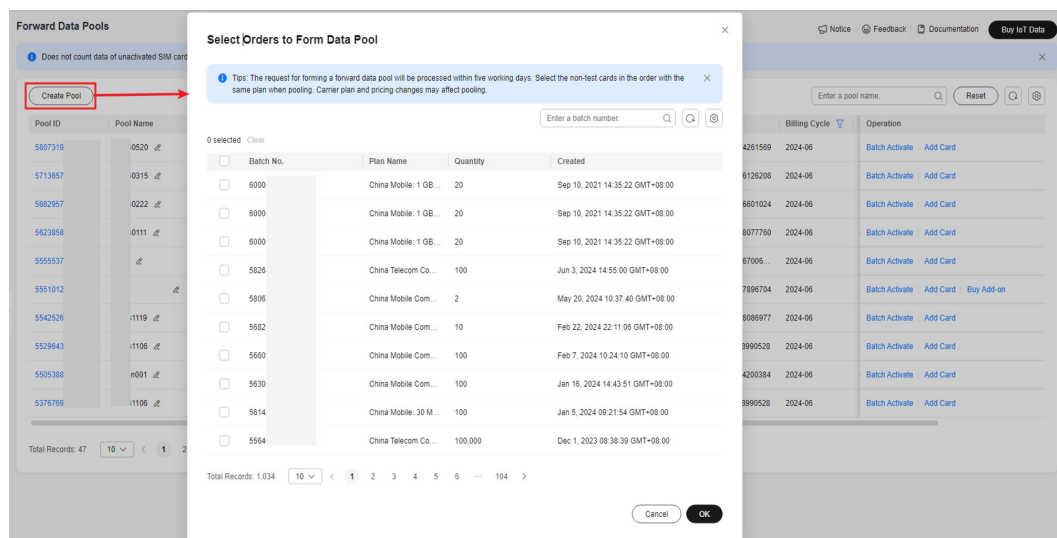 Forward Data Pools
Notice Feedback Documentation Buy IoT Data
Does not count data of unactivated SIM card
Create Pool
Enter a pool name. Reset
Pool ID Pool Name Billing Cycle Operation
5807319 0520 4261569 2024-06 Batch Activate Add Card
5713657 0315 6126208 2024-06 Batch Activate Add Card
5682957 0222 6601024 2024-06 Batch Activate Add Card
5623858 0111 8077760 2024-06 Batch Activate Add Card
5555537 67006... 2024-06 Batch Activate Add Card
5551012 7896704 2024-06 Batch Activate Add Card Buy Add-on
5542526 1119 8086977 2024-06 Batch Activate Add Card
5529643 1106 3990528 2024-06 Batch Activate Add Card
5505388 n001 4200384 2024-06 Batch Activate Add Card
5376769 1106 3990528 2024-06 Batch Activate Add Card
Total Records: 47 10 1 2
Select Orders to Form Data Pool
Tips: The request for forming a forward data pool will be processed within five working days. Select the non-test cards in the order with the
same plan when pooling. Carrier plan and pricing changes may affect pooling.
Enter a batch number.
0 selected Clear
Batch No. Plan Name Quantity Created
6000 China Mobile: 1 GB... 20 Sep 10, 2021 14:35:22 GMT+08:00
6000 China Mobile: 1 GB... 20 Sep 10, 2021 14:35:22 GMT+08:00
6000 China Mobile: 1 GB... 20 Sep 10, 2021 14:35:22 GMT+08:00
5826 China Telecom Co... 100 Jun 3, 2024 14:55:00 GMT+08:00
5806 China Mobile Com... 2 May 20, 2024 10:37:40 GMT+08:00
5682 China Mobile Com... 10 Feb 22, 2024 22:11:06 GMT+08:00
5660 China Mobile Com... 100 Feb 7, 2024 10:24:10 GMT+08:00
5630 China Mobile Com... 100 Jan 16, 2024 14:43:51 GMT+08:00
5614 China Mobile: 30 M... 100 Jan 5, 2024 09:21:54 GMT+08:00
5564 China Telecom Co... 100,000 Dec 1, 2023 08:38:39 GMT+08:00
Total Records: 1,034 10 1 2 3 4 5 6 ... 104
Cancel OK